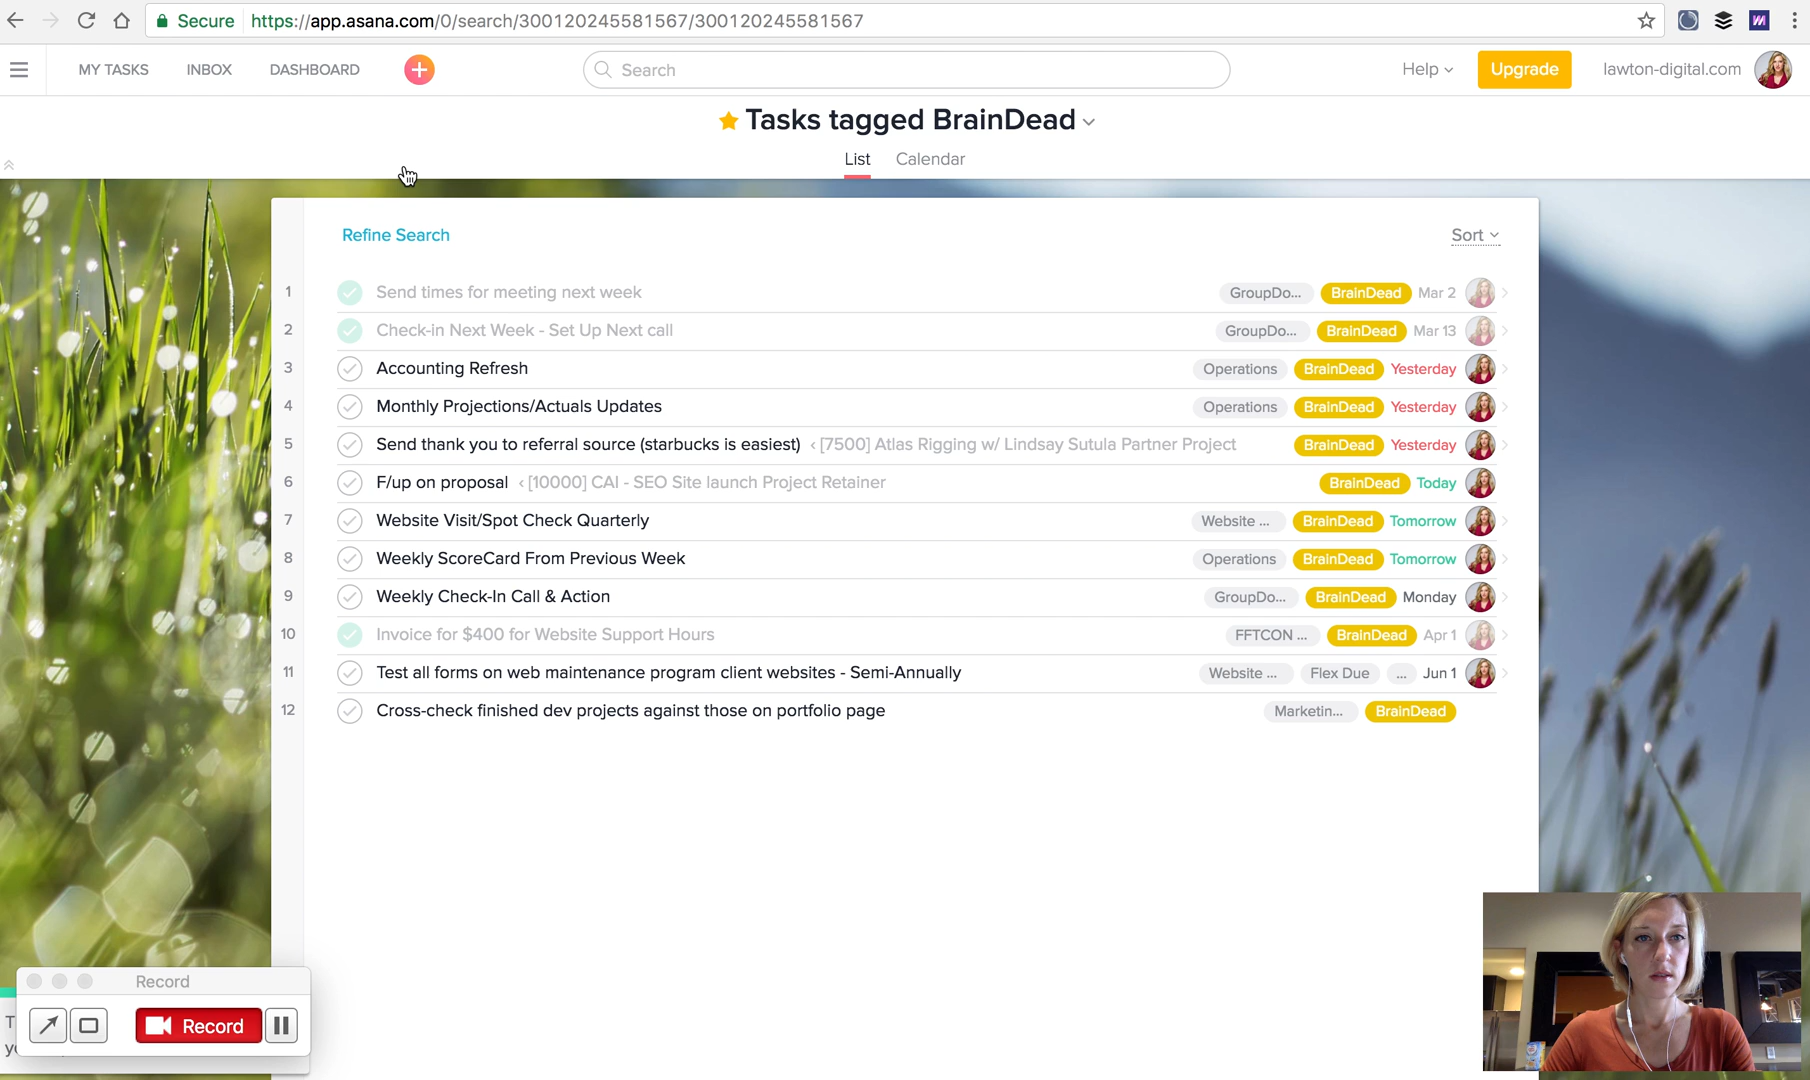 Secure https://app.asana.com/0/search/300120245581567/300120245581567
MY TASKS INBOX DASHBOARD + Search Help Upgrade lawton-digital.com
Tasks tagged BrainDead
List Calendar
Refine Search Sort
1 Send times for meeting next week GroupDo... BrainDead Mar 2
2 Check-in Next Week - Set Up Next call GroupDo... BrainDead Mar 13
3 Accounting Refresh Operations BrainDead Yesterday
4 Monthly Projections/Actuals Updates Operations BrainDead Yesterday
5 Send thank you to referral source (starbucks is easiest) ‹ [7500] Atlas Rigging w/ Lindsay Sutula Partner Project BrainDead Yesterday
6 F/up on proposal ‹ [10000] CAI - SEO Site launch Project Retainer BrainDead Today
7 Website Visit/Spot Check Quarterly Website ... BrainDead Tomorrow
8 Weekly ScoreCard From Previous Week Operations BrainDead Tomorrow
9 Weekly Check-In Call & Action GroupDo... BrainDead Monday
10 Invoice for $400 for Website Support Hours FFTCON ... BrainDead Apr 1
11 Test all forms on web maintenance program client websites - Semi-Annually Website ... Flex Due ... Jun 1
12 Cross-check finished dev projects against those on portfolio page Marketin... BrainDead
Record
Record